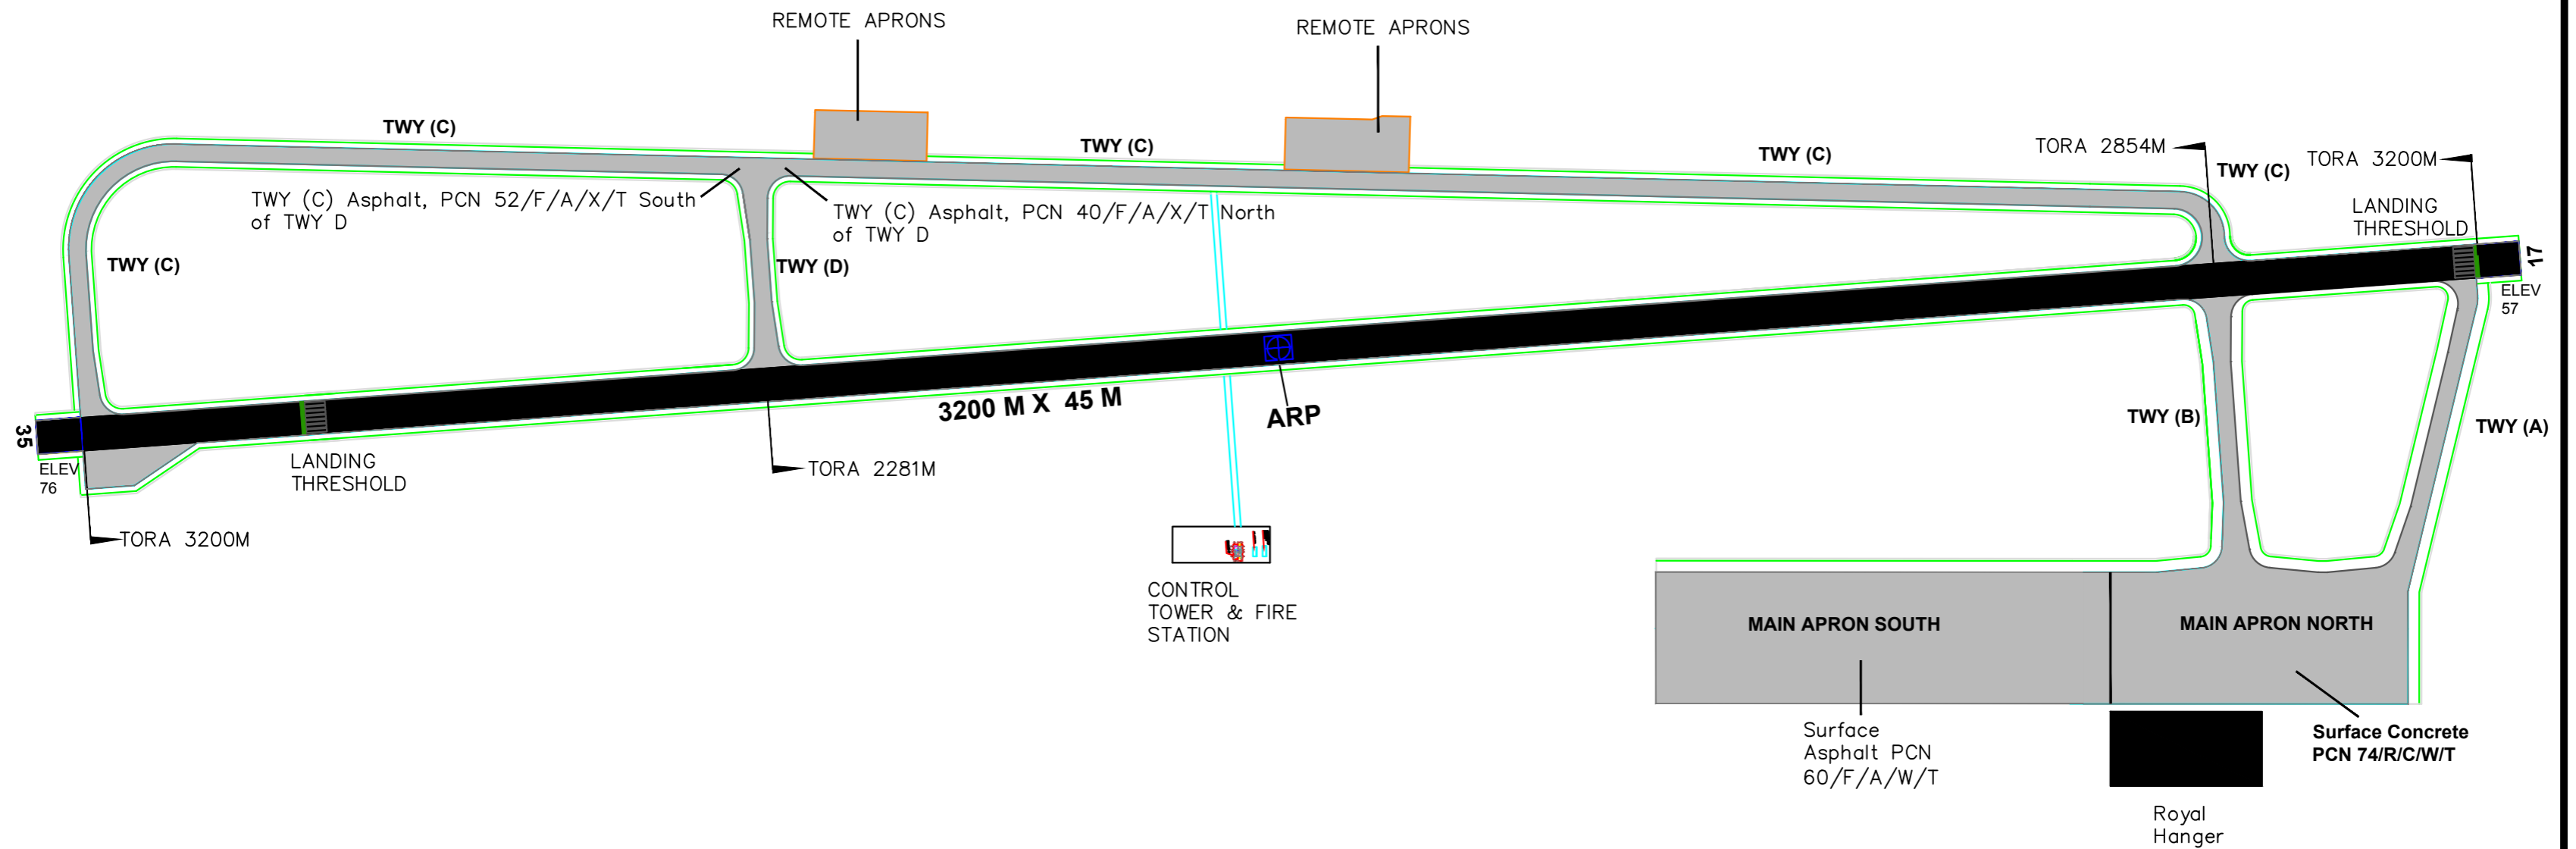 REMOTE APRONS
REMOTE APRONS
TWY (C)
TWY (C)
TWY (C)
TORA 2854M
TWY (C)
TORA 3200M
TWY (C) Asphalt, PCN 52/F/A/X/T South
of TWY D
TWY (C) Asphalt, PCN 40/F/A/X/T North
of TWY D
LANDING
THRESHOLD
TWY (C)
TWY (D)
17
ELEV
57
35
ELEV
76
LANDING
THRESHOLD
TORA 2281M
3200 M X 45 M
ARP
TWY (B)
TWY (A)
TORA 3200M
CONTROL
TOWER & FIRE
STATION
MAIN APRON SOUTH
MAIN APRON NORTH
Surface
Asphalt PCN
60/F/A/W/T
Surface Concrete
PCN 74/R/C/W/T
Royal
Hanger